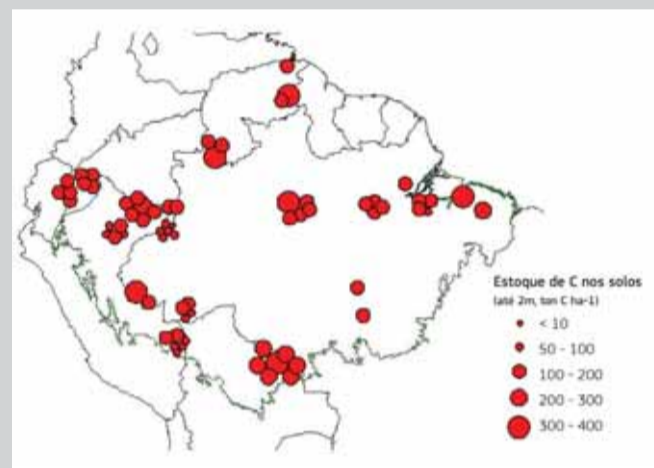 Estoque de C nos solos
(até 2m, ton C ha-1)
< 10
50 - 100
100 - 200
200 - 300
300 - 400